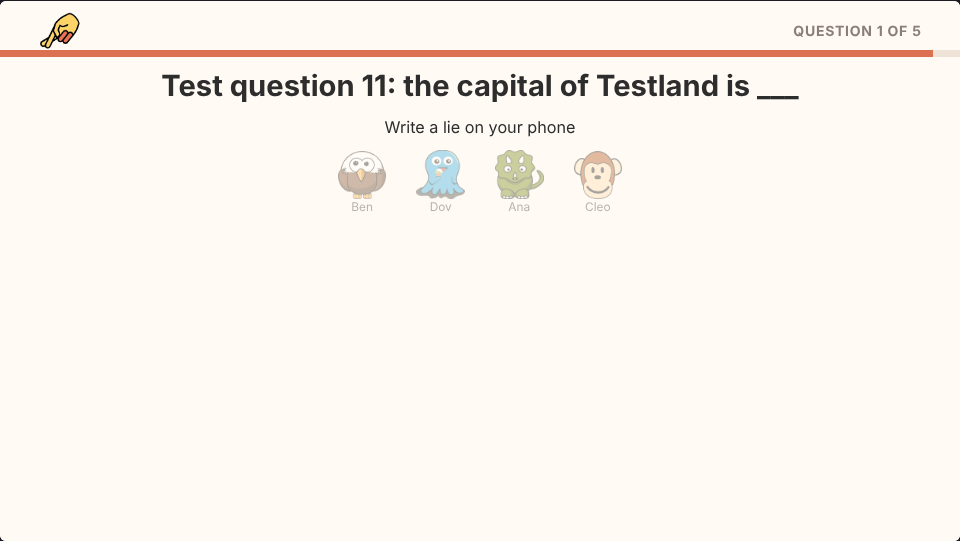 QUESTION 1 OF 5
Test question 11: the capital of Testland is ___
Write a lie on your phone
Ben Dov Ana Cleo